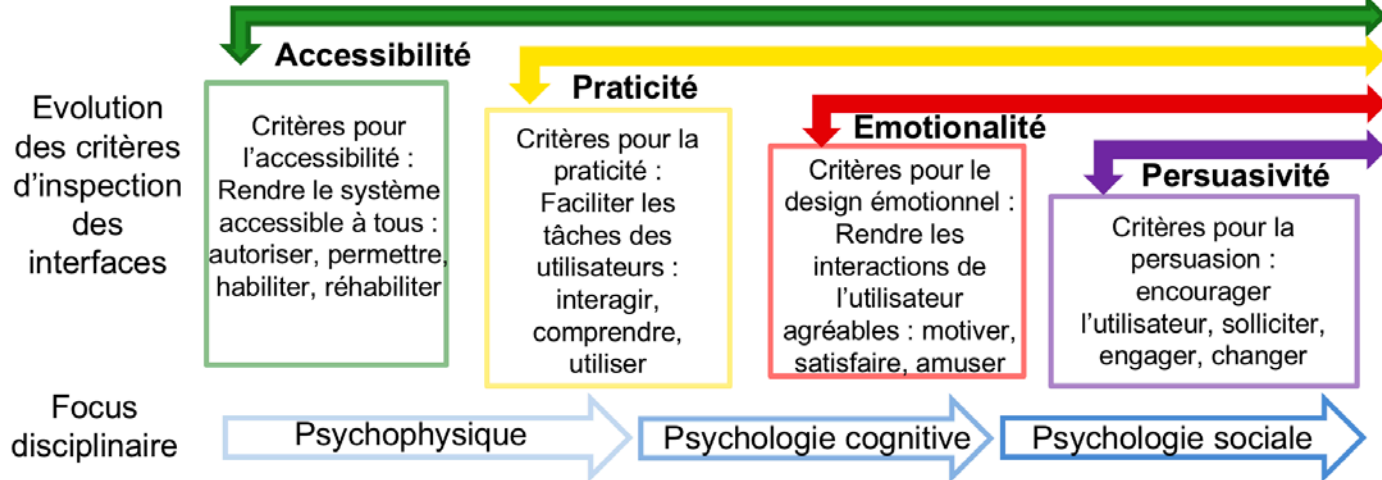 Evolution
des critères
d'inspection
des
interfaces
Accessibilité
Critères pour
l'accessibilité :
Rendre le système
accessible à tous :
autoriser, permettre,
habiliter, réhabiliter
Praticité
Critères pour la
praticité :
Faciliter les
tâches des
utilisateurs :
interagir,
comprendre,
utiliser
Emotionalité
Critères pour le
design émotionnel :
Rendre les
interactions de
l'utilisateur
agréables : motiver,
satisfaire, amuser
Persuasivité
Critères pour la
persuasion :
encourager
l'utilisateur, solliciter,
engager, changer
Focus
disciplinaire
Psychophysique
Psychologie cognitive
Psychologie sociale